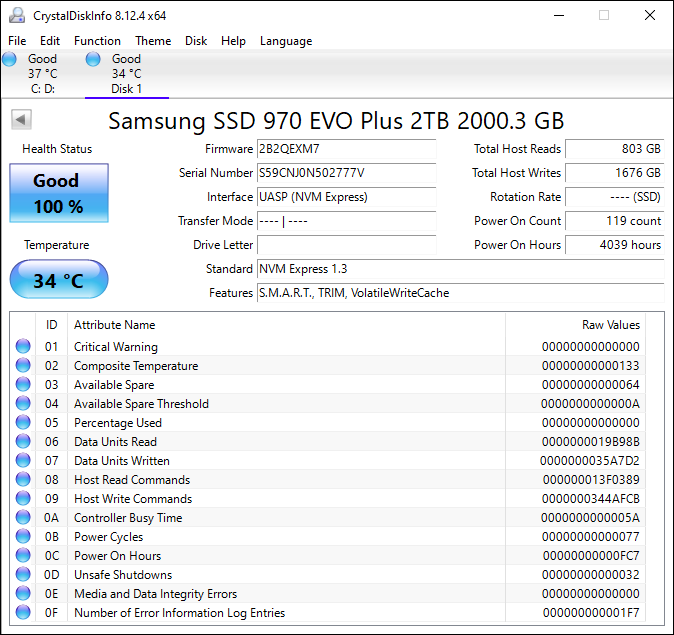 CrystalDiskInfo 8.12.4 x64
File Edit Function Theme Disk Help Language
Good Good
37 °C 34 °C
C: D: Disk 1
Samsung SSD 970 EVO Plus 2TB 2000.3 GB
Health Status
Good
100 %
Temperature
34 °C
Firmware 2B2QEXM7
Serial Number S59CNJ0N502777V
Interface UASP (NVM Express)
Transfer Mode ---- | ----
Drive Letter
Standard NVM Express 1.3
Features S.M.A.R.T., TRIM, VolatileWriteCache
Total Host Reads 803 GB
Total Host Writes 1676 GB
Rotation Rate ---- (SSD)
Power On Count 119 count
Power On Hours 4039 hours
ID Attribute Name Raw Values
01 Critical Warning 00000000000000
02 Composite Temperature 00000000000133
03 Available Spare 00000000000064
04 Available Spare Threshold 0000000000000A
05 Percentage Used 00000000000000
06 Data Units Read 0000000019B98B
07 Data Units Written 0000000035A7D2
08 Host Read Commands 000000013F0389
09 Host Write Commands 0000000344AFCB
0A Controller Busy Time 0000000000005A
0B Power Cycles 00000000000077
0C Power On Hours 00000000000FC7
0D Unsafe Shutdowns 00000000000032
0E Media and Data Integrity Errors 00000000000000
0F Number of Error Information Log Entries 000000000001F7